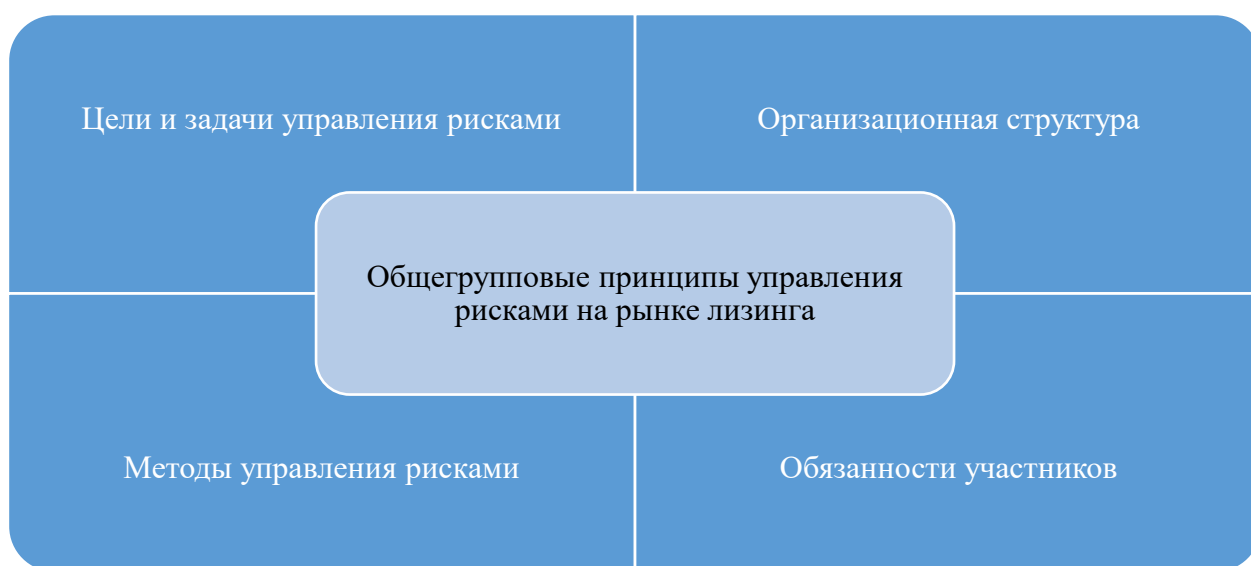 Цели и задачи управления рисками
Организационная структура
Общегрупповые принципы управления
рисками на рынке лизинга
Методы управления рисками
Обязанности участников